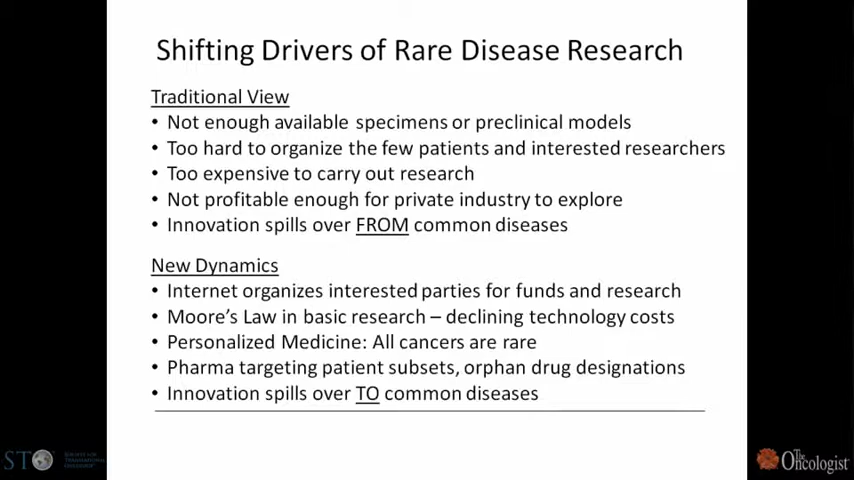 Shifting Drivers of Rare Disease Research
Traditional View
• Not enough available specimens or preclinical models
• Too hard to organize the few patients and interested researchers
• Too expensive to carry out research
• Not profitable enough for private industry to explore
• Innovation spills over FROM common diseases
New Dynamics
• Internet organizes interested parties for funds and research
• Moore's Law in basic research – declining technology costs
• Personalized Medicine: All cancers are rare
• Pharma targeting patient subsets, orphan drug designations
• Innovation spills over TO common diseases
STO
The Oncologist